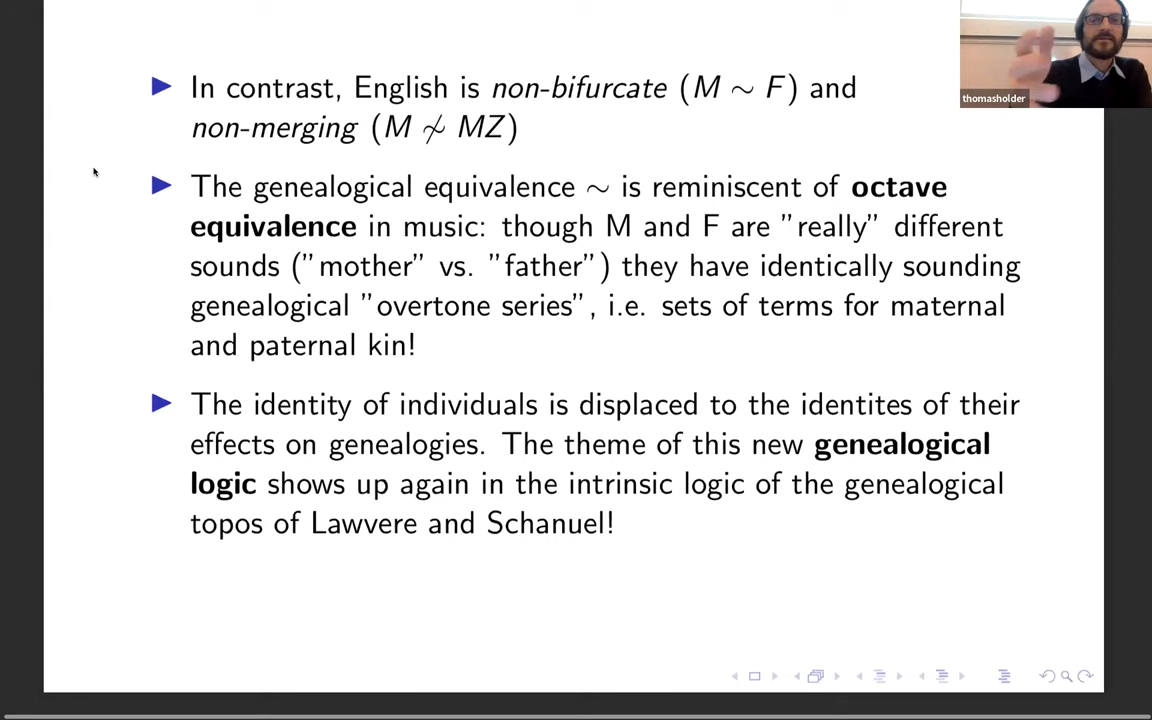 In contrast, English is non-bifurcate (M ∼ F) and
non-merging (M ≁ MZ)
The genealogical equivalence ∼ is reminiscent of octave
equivalence in music: though M and F are ”really” different
sounds (”mother” vs. ”father”) they have identically sounding
genealogical ”overtone series”, i.e. sets of terms for maternal
and paternal kin!
The identity of individuals is displaced to the identites of their
effects on genealogies. The theme of this new genealogical
logic shows up again in the intrinsic logic of the genealogical
topos of Lawvere and Schanuel!
thomasholder